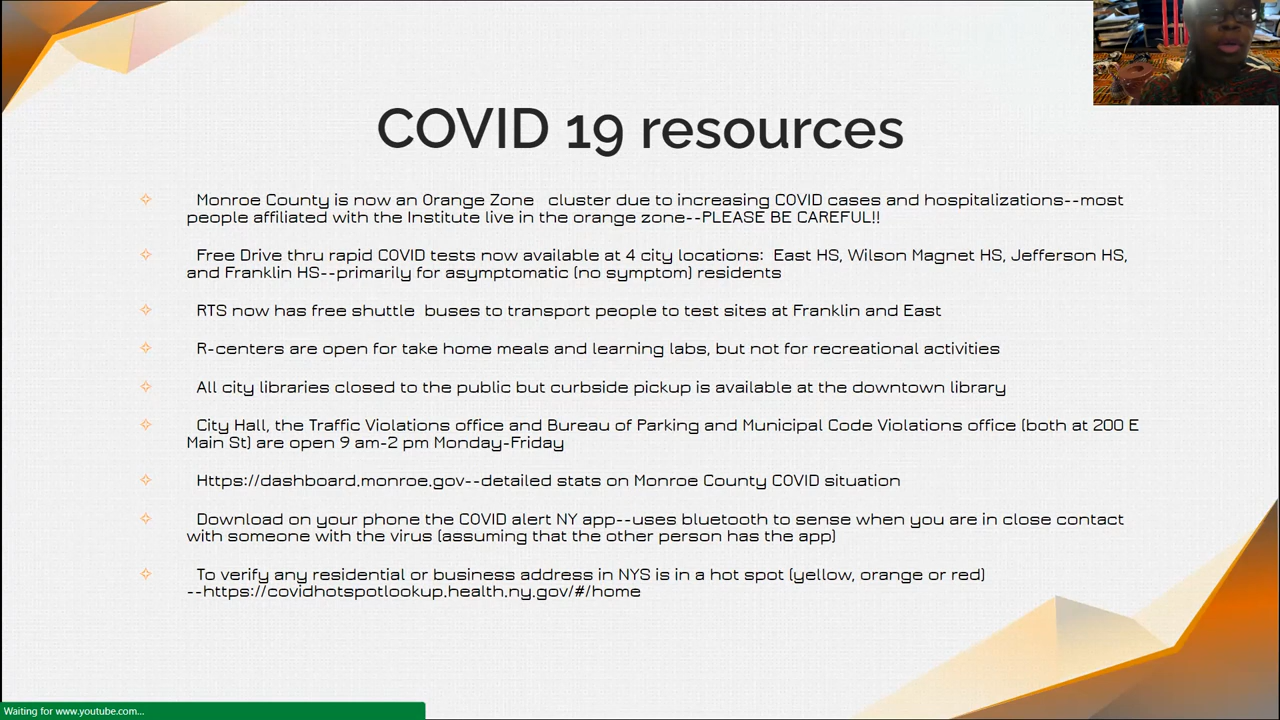 COVID 19 resources
Monroe County is now an Orange Zone cluster due to increasing COVID cases and hospitalizations--most
people affiliated with the Institute live in the orange zone--PLEASE BE CAREFUL!!
Free Drive thru rapid COVID tests now available at 4 city locations: East HS, Wilson Magnet HS, Jefferson HS,
and Franklin HS--primarily for asymptomatic (no symptom) residents
RTS now has free shuttle buses to transport people to test sites at Franklin and East
R-centers are open for take home meals and learning labs, but not for recreational activities
All city libraries closed to the public but curbside pickup is available at the downtown library
City Hall, the Traffic Violations office and Bureau of Parking and Municipal Code Violations office (both at 200 E
Main St) are open 9 am-2 pm Monday-Friday
Https://dashboard.monroe.gov--detailed stats on Monroe County COVID situation
Download on your phone the COVID alert NY app--uses bluetooth to sense when you are in close contact
with someone with the virus (assuming that the other person has the app)
To verify any residential or business address in NYS is in a hot spot (yellow, orange or red)
--https://covidhotspotlookup.health.ny.gov/#/home
Waiting for www.youtube.com...